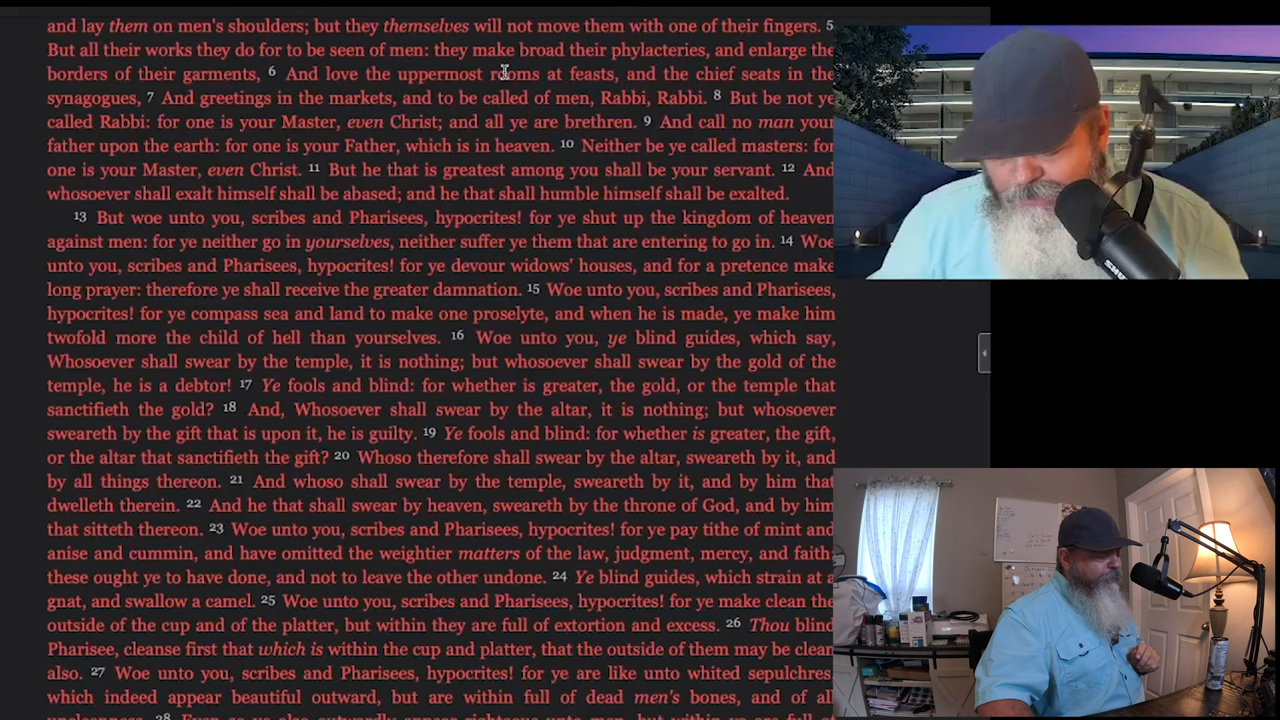 and lay them on men's shoulders; but they themselves will not move them with one of their fingers. 5
But all their works they do for to be seen of men: they make broad their phylacteries, and enlarge the
borders of their garments, 6 And love the uppermost rooms at feasts, and the chief seats in the
synagogues, 7 And greetings in the markets, and to be called of men, Rabbi, Rabbi. 8 But be not ye
called Rabbi: for one is your Master, even Christ; and all ye are brethren. 9 And call no man your
father upon the earth: for one is your Father, which is in heaven. 10 Neither be ye called masters: for
one is your Master, even Christ. 11 But he that is greatest among you shall be your servant. 12 And
whosoever shall exalt himself shall be abased; and he that shall humble himself shall be exalted.
13 But woe unto you, scribes and Pharisees, hypocrites! for ye shut up the kingdom of heaven
against men: for ye neither go in yourselves, neither suffer ye them that are entering to go in. 14 Woe
unto you, scribes and Pharisees, hypocrites! for ye devour widows' houses, and for a pretence make
long prayer: therefore ye shall receive the greater damnation. 15 Woe unto you, scribes and Pharisees,
hypocrites! for ye compass sea and land to make one proselyte, and when he is made, ye make him
twofold more the child of hell than yourselves. 16 Woe unto you, ye blind guides, which say,
Whosoever shall swear by the temple, it is nothing; but whosoever shall swear by the gold of the
temple, he is a debtor! 17 Ye fools and blind: for whether is greater, the gold, or the temple that
sanctifieth the gold? 18 And, Whosoever shall swear by the altar, it is nothing; but whosoever
sweareth by the gift that is upon it, he is guilty. 19 Ye fools and blind: for whether is greater, the gift,
or the altar that sanctifieth the gift? 20 Whoso therefore shall swear by the altar, sweareth by it, and
by all things thereon. 21 And whoso shall swear by the temple, sweareth by it, and by him that
dwelleth therein. 22 And he that shall swear by heaven, sweareth by the throne of God, and by him
that sitteth thereon. 23 Woe unto you, scribes and Pharisees, hypocrites! for ye pay tithe of mint and
anise and cummin, and have omitted the weightier matters of the law, judgment, mercy, and faith
these ought ye to have done, and not to leave the other undone. 24 Ye blind guides, which strain at a
gnat, and swallow a camel. 25 Woe unto you, scribes and Pharisees, hypocrites! for ye make clean the
outside of the cup and of the platter, but within they are full of extortion and excess. 26 Thou blind
Pharisee, cleanse first that which is within the cup and platter, that the outside of them may be clean
also. 27 Woe unto you, scribes and Pharisees, hypocrites! for ye are like unto whited sepulchres,
which indeed appear beautiful outward, but are within full of dead men's bones, and of all
uncleanness. 28 Even so ye also outwardly appear righteous unto men, but within ye are full of